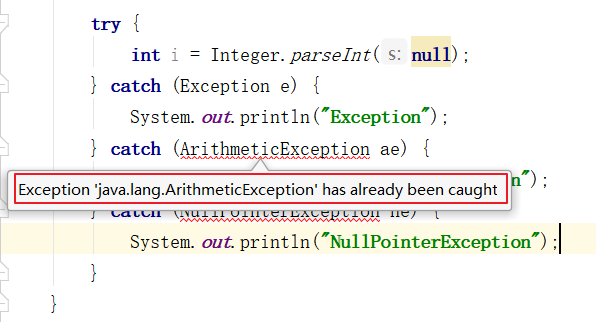 try {
int i = Integer.parseInt( s: null);
} catch (Exception e) {
System.out.println("Exception");
} catch (ArithmeticException ae) {
Exception 'java.lang.ArithmeticException' has already been caught
n");
} catch (NullPointerException ne) {
System.out.println("NullPointerException");
}
}